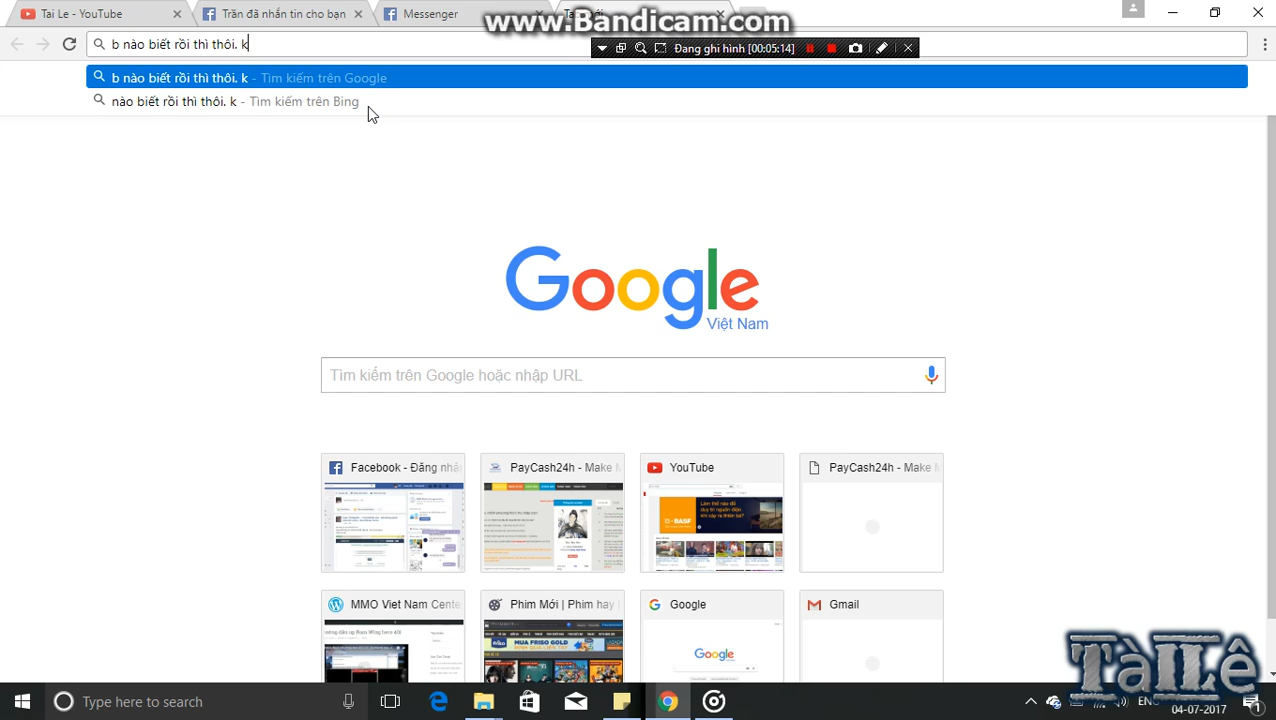 Tai Le - YouTube
Trần đã nhắn tin cho bạn
Messenger
www.Bandicam.com
b nào biết rồi thì thôi. k
Đang ghi hình [00:05:14]
b nào biết rồi thì thôi. k - Tìm kiếm trên Google
nào biết rồi thì thôi. k - Tìm kiếm trên Bing
Google
Việt Nam
Tìm kiếm trên Google hoặc nhập URL
Facebook - Đăng nhậ
PayCash24h - Make M
YouTube
PayCash24h - Make M
MMO Viet Nam Cente
Phim Mới | Phim hay |
Google
Gmail
TaiLe
Type here to search
ENG
04-07-2017